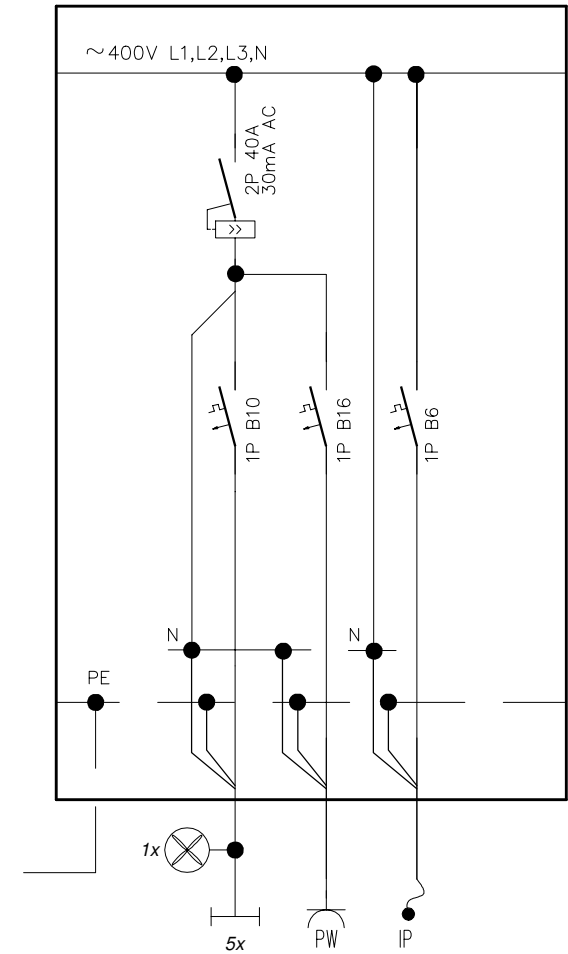 ~400V L1,L2,L3,N
2P 40A
30mA AC
>>
1P B10
1P B16
1P B6
N
N
PE
1x
5x
PW
IP